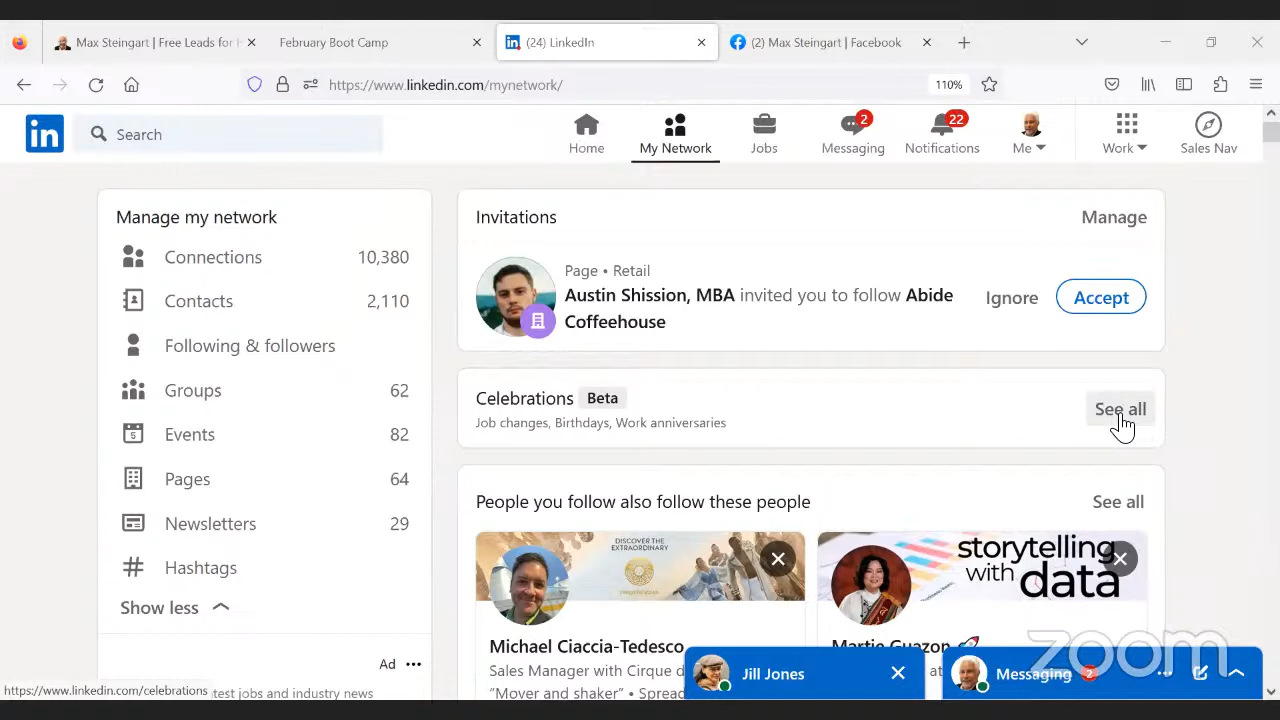 Max Steingart | Free Leads for H
February Boot Camp
(24) LinkedIn
(2) Max Steingart | Facebook
https://www.linkedin.com/mynetwork/
110%
in
Search
Home
My Network
Jobs
2
Messaging
22
Notifications
Me
Work
Sales Nav
Manage my network
Connections 10,380
Contacts 2,110
Following & followers
Groups 62
5
Events 82
Pages 64
Newsletters 29
Hashtags
Show less
Ad
test jobs and industry news
Invitations
Manage
Page • Retail
Austin Shission, MBA invited you to follow Abide
Coffeehouse
Ignore
Accept
Celebrations Beta
Job changes, Birthdays, Work anniversaries
See all
People you follow also follow these people
See all
DISCOVER THE
EXTRAORDINARY
Michael Ciaccia-Tedesco
Sales Manager with Cirque d
"Mover and shaker" • Spread
storytelling
with data
Martie Guazon 🚀
at
Jill Jones
Messaging 2
zoom
https://www.linkedin.com/celebrations